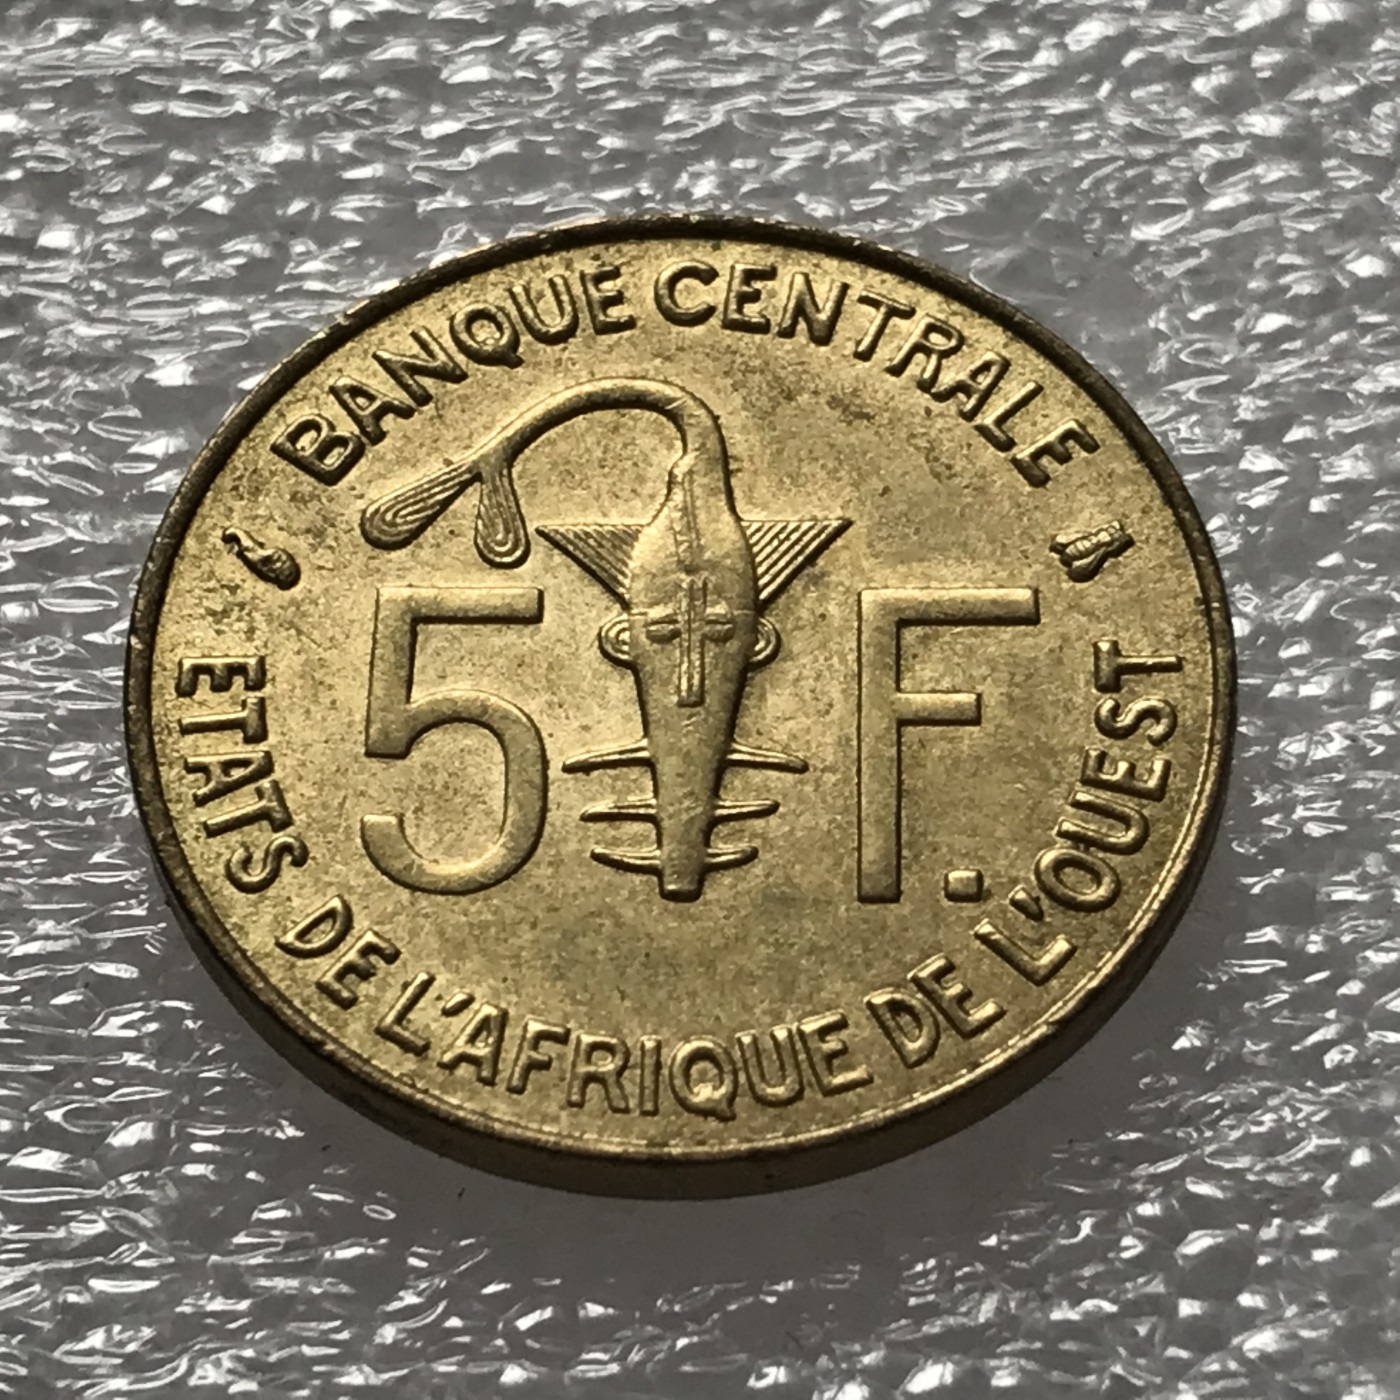 BANQUE CENTRALE
5 F.
ETATS DE L'AFRIQUE DE L'OUEST